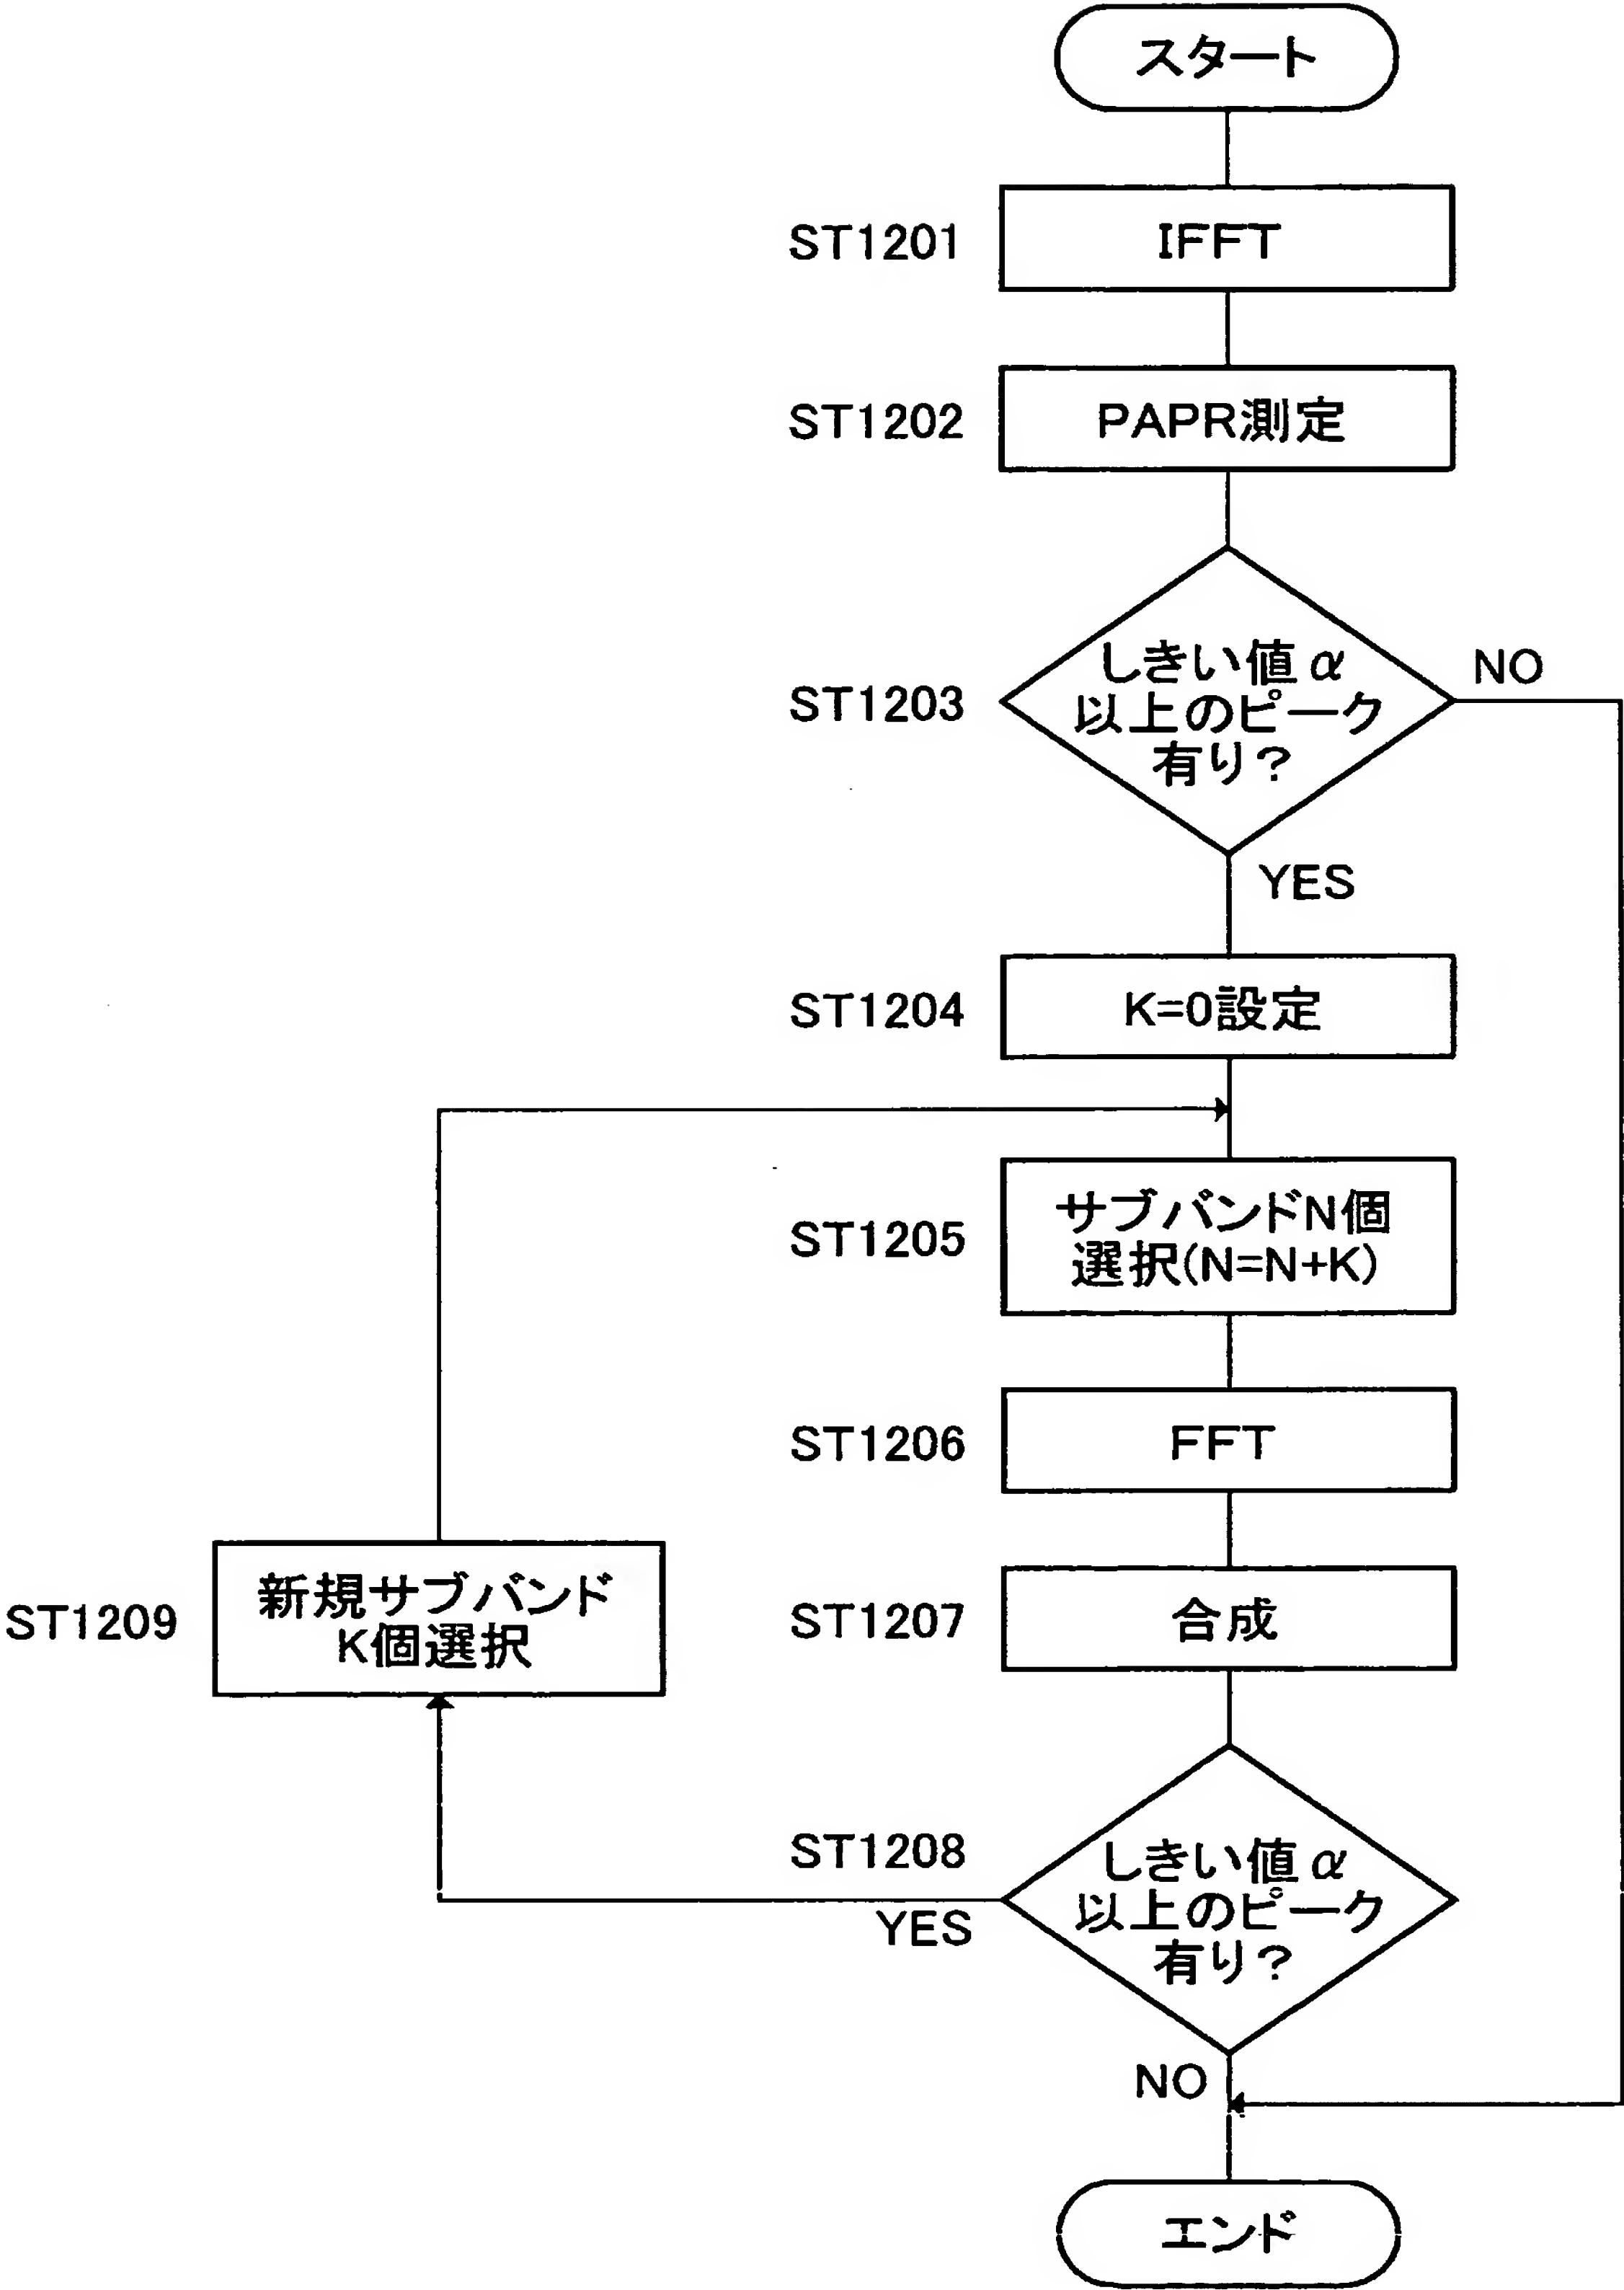 スタート
ST1201
IFFT
ST1202
PAPR測定
ST1203
しきい値α
以上のピーク
有り?
NO
YES
ST1204
K=0設定
ST1205
サブバンドN個
選択(N=N+K)
ST1206
FFT
ST1207
合成
ST1209
新規サブバンド
K個選択
ST1208
しきい値α
以上のピーク
有り?
YES
NO
エンド